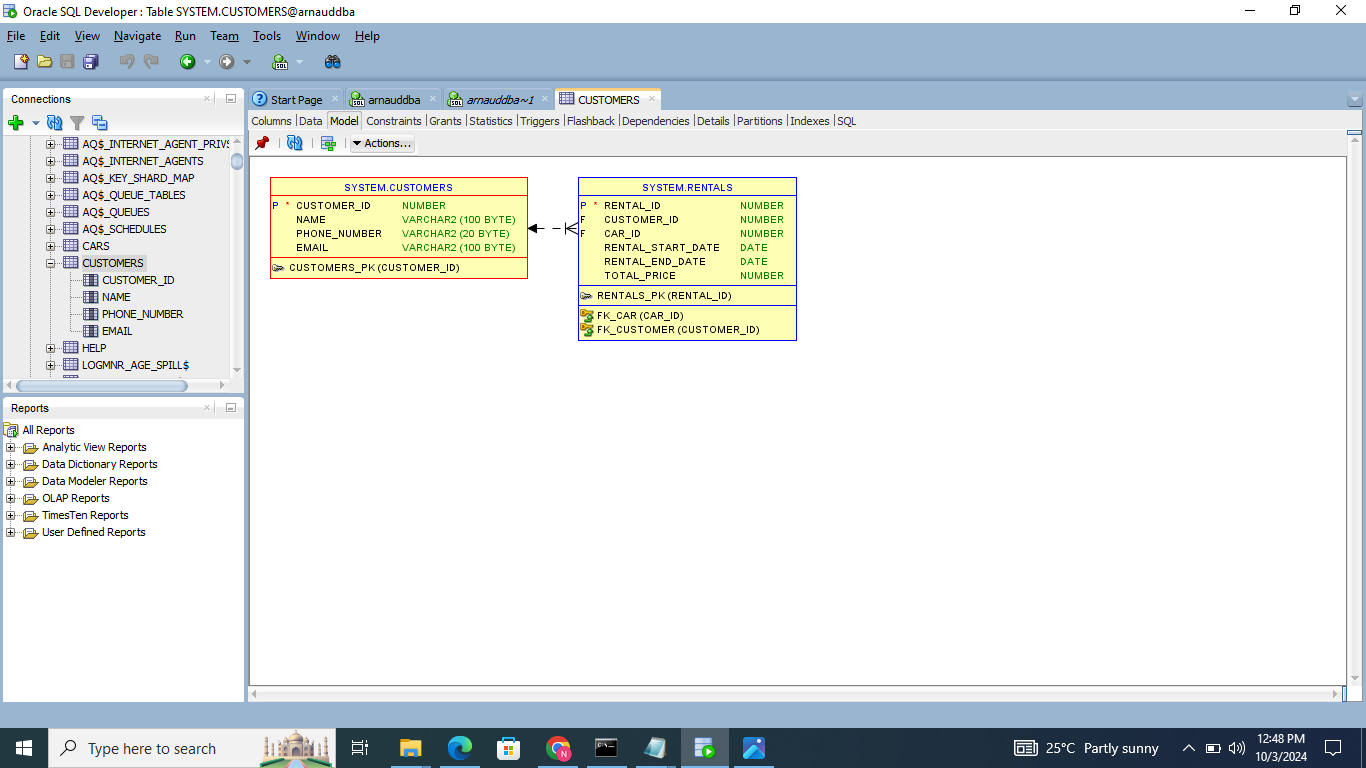 Oracle SQL Developer : Table SYSTEM.CUSTOMERS@arnauddba
File Edit View Navigate Run Team Tools Window Help
Connections
AQ$_INTERNET_AGENT_PRIVS
AQ$_INTERNET_AGENTS
AQ$_KEY_SHARD_MAP
AQ$_QUEUE_TABLES
AQ$_QUEUES
AQ$_SCHEDULES
CARS
CUSTOMERS
CUSTOMER_ID
NAME
PHONE_NUMBER
EMAIL
HELP
LOGMNR_AGE_SPILL$
Reports
All Reports
Analytic View Reports
Data Dictionary Reports
Data Modeler Reports
OLAP Reports
TimesTen Reports
User Defined Reports
Start Page arnauddba arnauddba~1 CUSTOMERS
Columns Data Model Constraints Grants Statistics Triggers Flashback Dependencies Details Partitions Indexes SQL
Actions...
SYSTEM.CUSTOMERS
P * CUSTOMER_ID NUMBER
NAME VARCHAR2 (100 BYTE)
PHONE_NUMBER VARCHAR2 (20 BYTE)
EMAIL VARCHAR2 (100 BYTE)
CUSTOMERS_PK (CUSTOMER_ID)
SYSTEM.RENTALS
P * RENTAL_ID NUMBER
F CUSTOMER_ID NUMBER
F CAR_ID NUMBER
RENTAL_START_DATE DATE
RENTAL_END_DATE DATE
TOTAL_PRICE NUMBER
RENTALS_PK (RENTAL_ID)
FK_CAR (CAR_ID)
FK_CUSTOMER (CUSTOMER_ID)
Type here to search
25°C Partly sunny
12:48 PM
10/3/2024